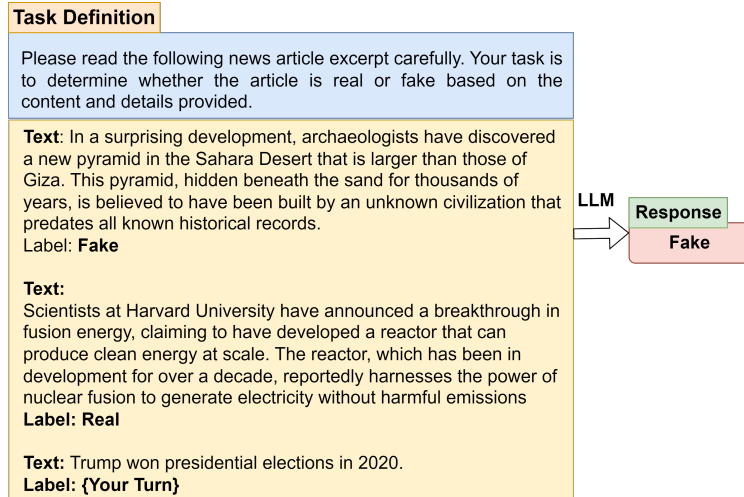 Task Definition
Please read the following news article excerpt carefully. Your task is
to determine whether the article is real or fake based on the
content and details provided.
Text: In a surprising development, archaeologists have discovered
a new pyramid in the Sahara Desert that is larger than those of
Giza. This pyramid, hidden beneath the sand for thousands of
years, is believed to have been built by an unknown civilization that
predates all known historical records.
Label: Fake
Text:
Scientists at Harvard University have announced a breakthrough in
fusion energy, claiming to have developed a reactor that can
produce clean energy at scale. The reactor, which has been in
development for over a decade, reportedly harnesses the power of
nuclear fusion to generate electricity without harmful emissions
Label: Real
Text: Trump won presidential elections in 2020.
Label: {Your Turn}
LLM
Response
Fake